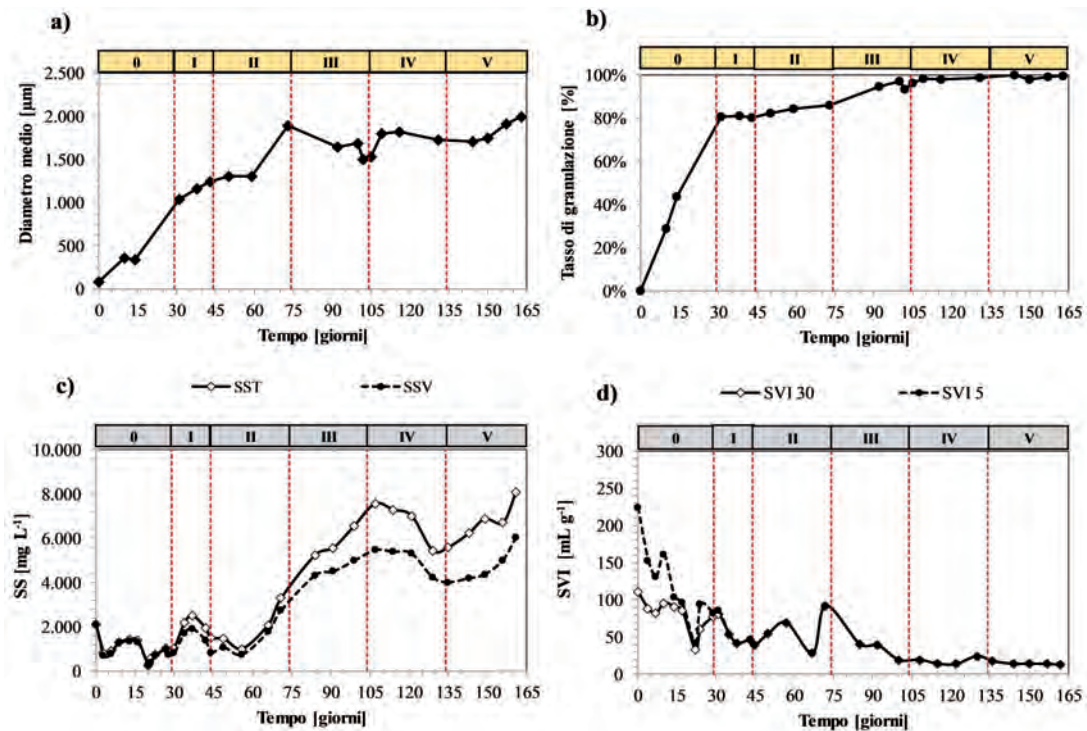 a)
0 I II III IV V
2.500
2.000
1.500
1.000
500
0
Diametro medio [µm]
0 15 30 45 60 75 90 105 120 135 150 165
Tempo [giorni]
b)
0 I II III IV V
100%
80%
60%
40%
20%
0%
Tasso di granulazione [%]
0 15 30 45 60 75 90 105 120 135 150 165
Tempo [giorni]
c)
SST SSV
0 I II III IV V
10.000
8.000
6.000
4.000
2.000
0
SS [mg L⁻¹]
0 15 30 45 60 75 90 105 120 135 150 165
Tempo [giorni]
d)
SVI 30 SVI 5
0 I II III IV V
300
250
200
150
100
50
0
SVI [mL g⁻¹]
0 15 30 45 60 75 90 105 120 135 150 165
Tempo [giorni]